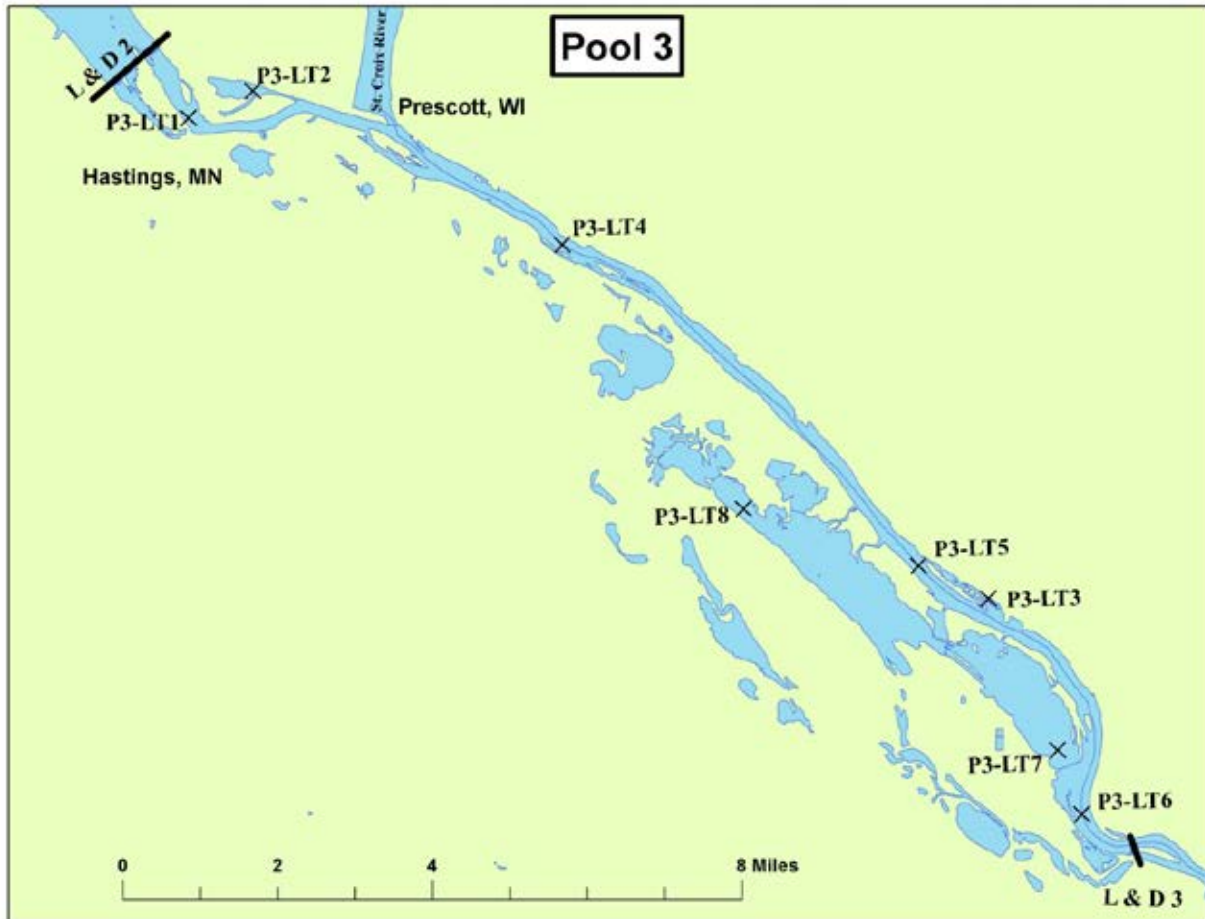 Pool 3
L & D 2
P3-LT2
St. Croix River
P3-LT1
Prescott, WI
Hastings, MN
P3-LT4
P3-LT8
P3-LT5
P3-LT3
P3-LT7
P3-LT6
0 2 4 8 Miles
L & D 3